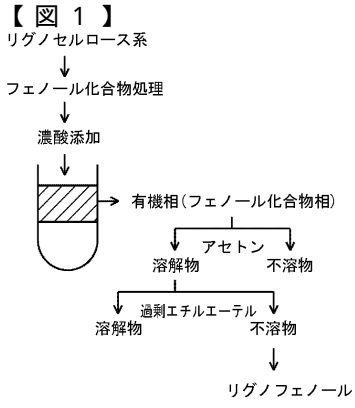 【図1】
リグノセルロース系
フェノール化合物処理
濃酸添加
有機相(フェノール化合物相)
アセトン
溶解物 不溶物
過剰エチルエーテル
溶解物 不溶物
リグノフェノール